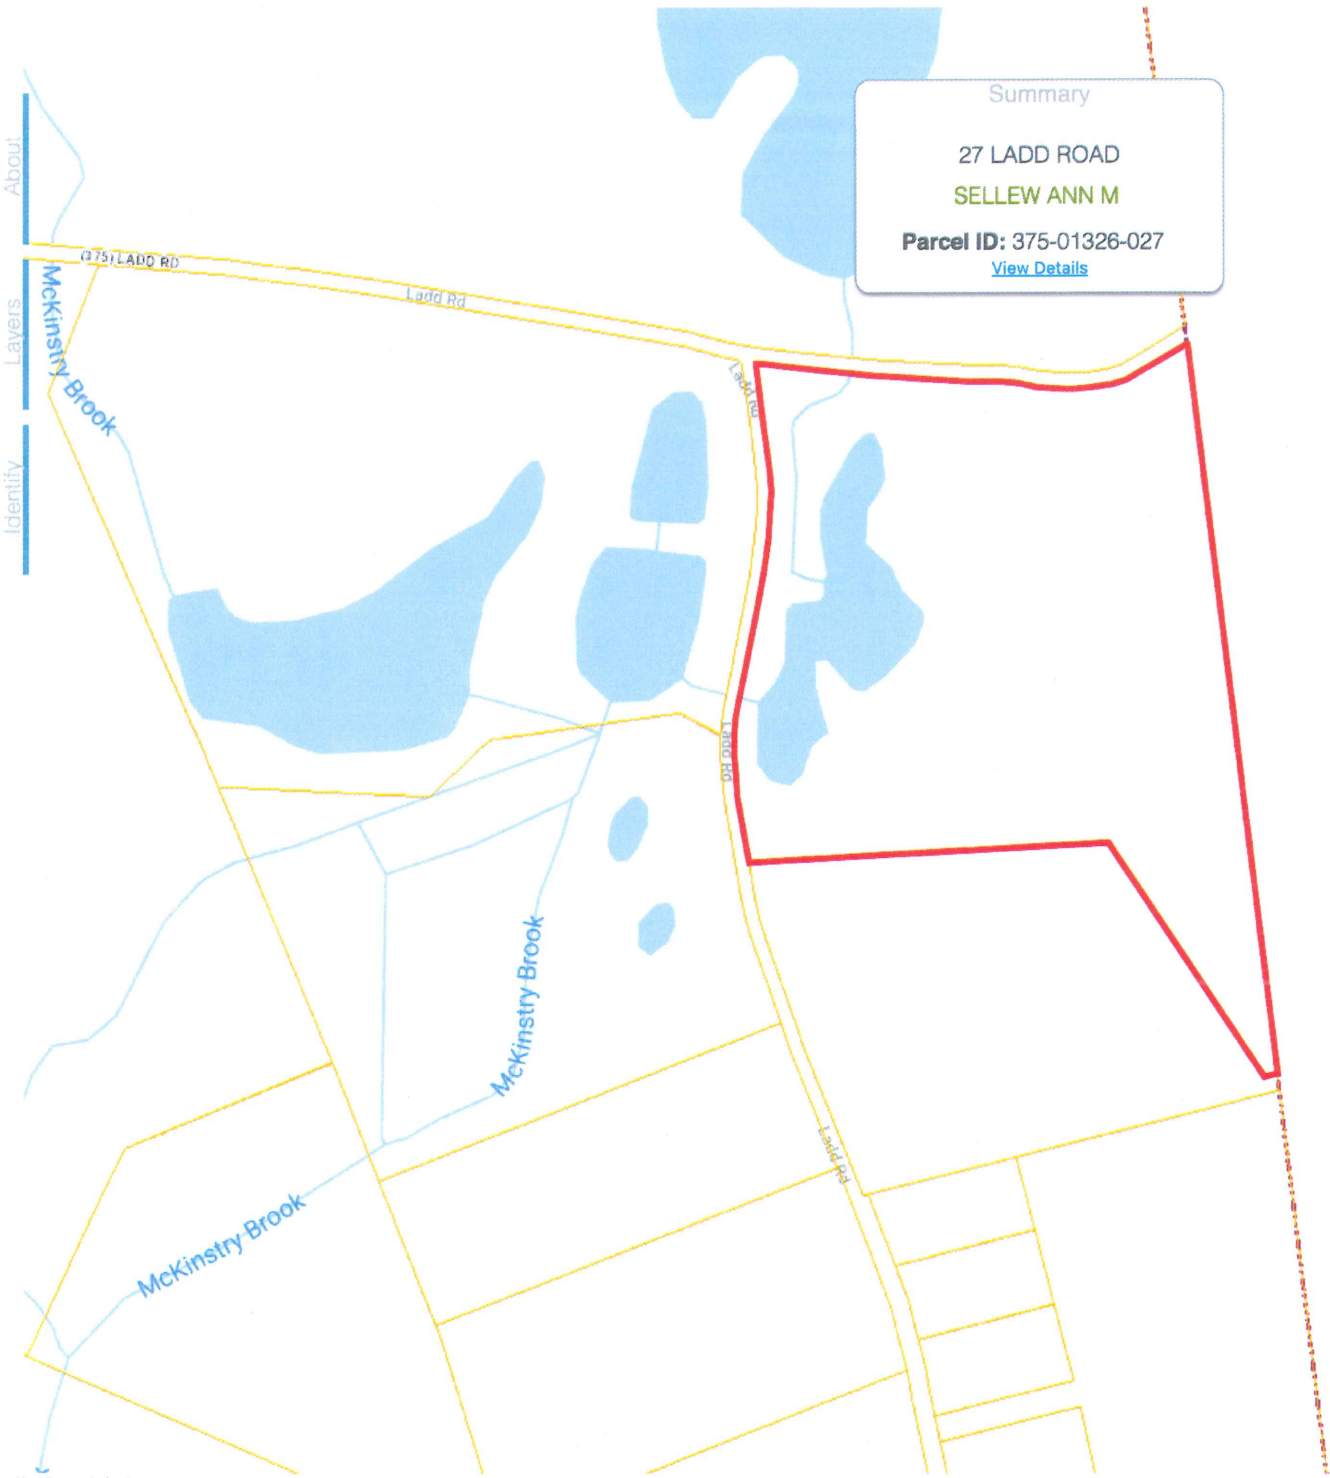 Summary
27 LADD ROAD
SELLEW ANN M
Parcel ID: 375-01326-027
View Details
About
Layers
Identify
(375) LADD RD
Ladd Rd
McKinstry Brook
Ladd Rd
Ladd Rd
McKinstry Brook
Ladd Rd
McKinstry Brook